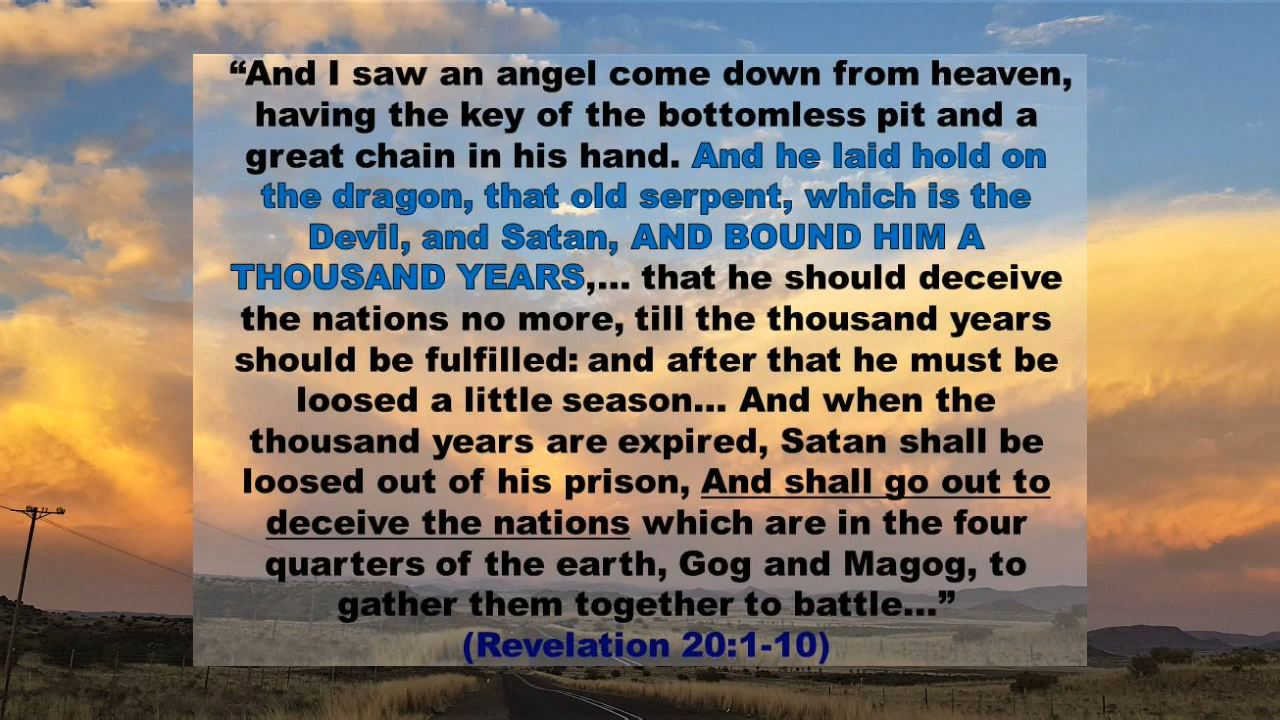 “And I saw an angel come down from heaven,
having the key of the bottomless pit and a
great chain in his hand. And he laid hold on
the dragon, that old serpent, which is the
Devil, and Satan, AND BOUND HIM A
THOUSAND YEARS,… that he should deceive
the nations no more, till the thousand years
should be fulfilled: and after that he must be
loosed a little season… And when the
thousand years are expired, Satan shall be
loosed out of his prison, And shall go out to
deceive the nations which are in the four
quarters of the earth, Gog and Magog, to
gather them together to battle…”
(Revelation 20:1-10)